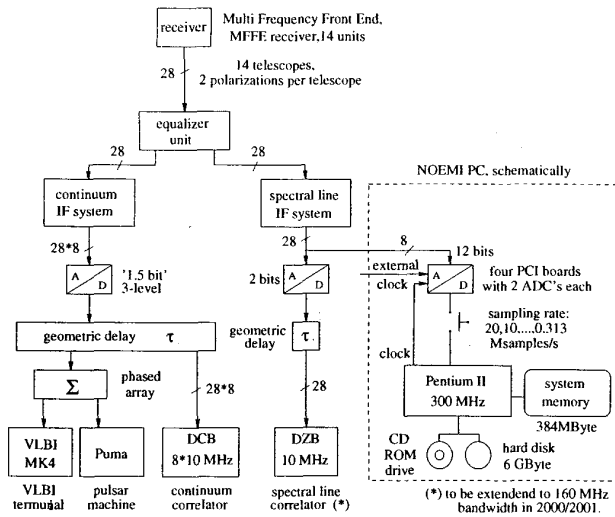 receiver
Multi Frequency Front End,
MFFE receiver,14 units
28
14 telescopes,
2 polarizations per telescope
equalizer
unit
28
28
NOEMI PC, schematically
continuum
IF system
spectral line
IF system
28*8
28
8
12 bits
A
D
'1.5 bit'
3-level
2 bits
A
D
external
clock
A
D
four PCI boards
with 2 ADC's each
geometric delay τ
geometric
delay
τ
clock
sampling rate:
20,10.....0.313
Msamples/s
Σ
phased
array
28*8
28
Pentium II
300 MHz
system
memory
384MByte
VLBI
MK4
Puma
DCB
8*10 MHz
DZB
10 MHz
CD
ROM
drive
hard disk
6 GByte
VLBI
terminal
pulsar
machine
continuum
correlator
spectral line
correlator (*)
(*) to be extendend to 160 MHz
bandwidth in 2000/2001.